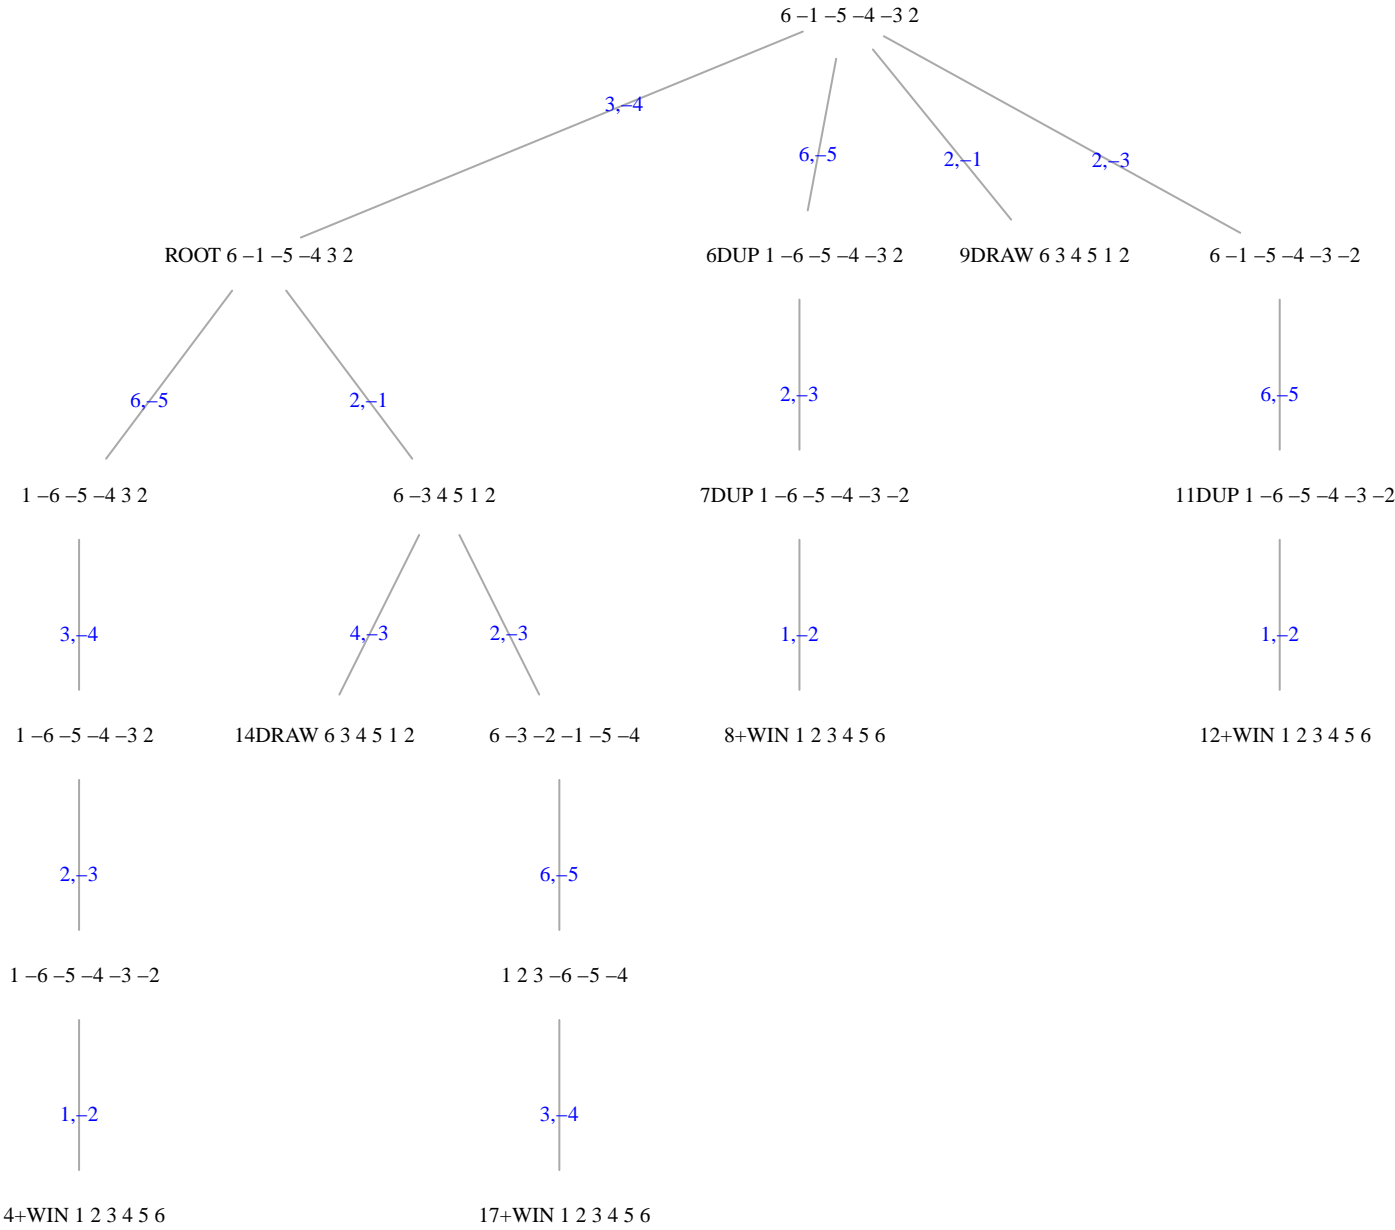 6 –1 –5 –4 –3 2
3,–4
6,–5
2,–1
2,–3
ROOT 6 –1 –5 –4 3 2
6DUP 1 –6 –5 –4 –3 2
9DRAW 6 3 4 5 1 2
6 –1 –5 –4 –3 –2
6,–5
2,–1
2,–3
6,–5
1 –6 –5 –4 3 2
6 –3 4 5 1 2
7DUP 1 –6 –5 –4 –3 –2
11DUP 1 –6 –5 –4 –3 –2
3,–4
4,–3
2,–3
1,–2
1,–2
1 –6 –5 –4 –3 2
14DRAW 6 3 4 5 1 2
6 –3 –2 –1 –5 –4
8+WIN 1 2 3 4 5 6
12+WIN 1 2 3 4 5 6
2,–3
6,–5
1 –6 –5 –4 –3 –2
1 2 3 –6 –5 –4
1,–2
3,–4
4+WIN 1 2 3 4 5 6
17+WIN 1 2 3 4 5 6